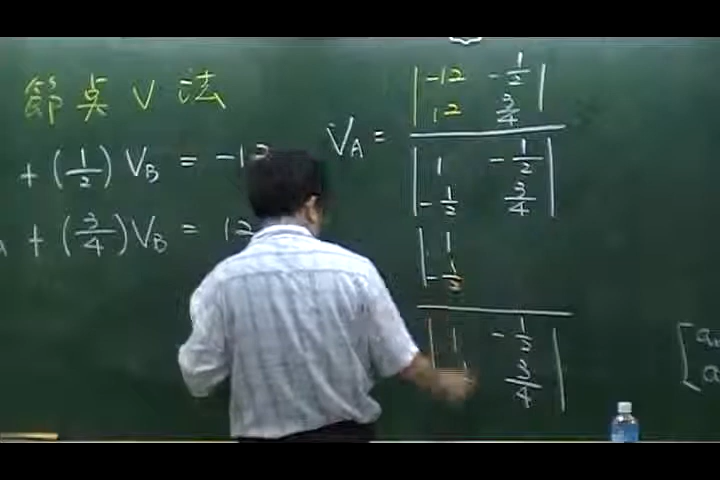 節点 V 法
+ (1/2) VB = -12
+ (3/4) VB = 12
VA =
| -12 -1/2 |
| 12 3/4 |
| 1 -1/2 |
| -1/2 3/4 |
| 1
| -1/2
| 1 -1/2 |
3/4 |